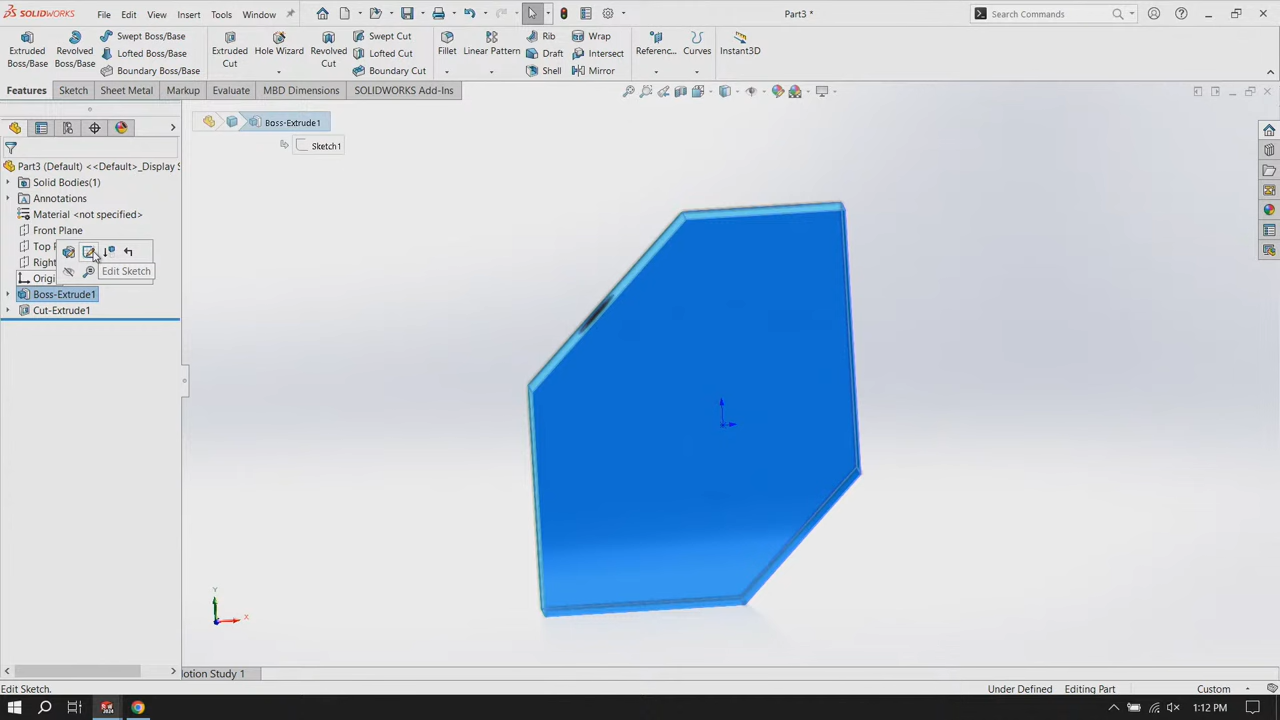 SOLIDWORKS File Edit View Insert Tools Window Part3 * Search Commands
Extruded Boss/Base
Revolved Boss/Base
Swept Boss/Base
Lofted Boss/Base
Boundary Boss/Base
Extruded Cut
Hole Wizard
Revolved Cut
Swept Cut
Lofted Cut
Boundary Cut
Fillet
Linear Pattern
Rib
Draft
Shell
Wrap
Intersect
Mirror
Referenc...
Curves
Instant3D
Features Sketch Sheet Metal Markup Evaluate MBD Dimensions SOLIDWORKS Add-Ins
Boss-Extrude1
Sketch1
Part3 (Default) <<Default>_Display S
Solid Bodies(1)
Annotations
Material <not specified>
Front Plane
Top
Right
Edit Sketch
Origi
Boss-Extrude1
Cut-Extrude1
Y
X
otion Study 1
Edit Sketch.
Under Defined Editing Part Custom
2024
1:12 PM